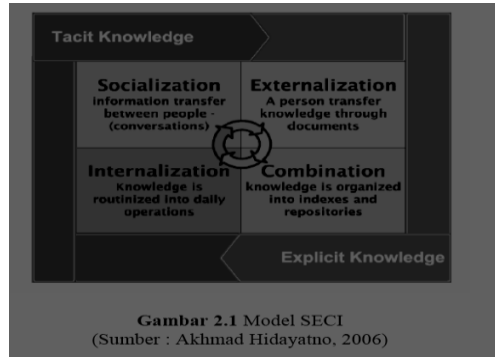 Tacit Knowledge
Socialization
information transfer
between people -
(conversations)
Externalization
A person transfer
knowledge through
documents
Internalization
Knowledge is
routinized into daily
operations
Combination
knowledge is organized
into indexes and
repositories
Explicit Knowledge
Gambar 2.1 Model SECI
(Sumber : Akhmad Hidayatno, 2006)